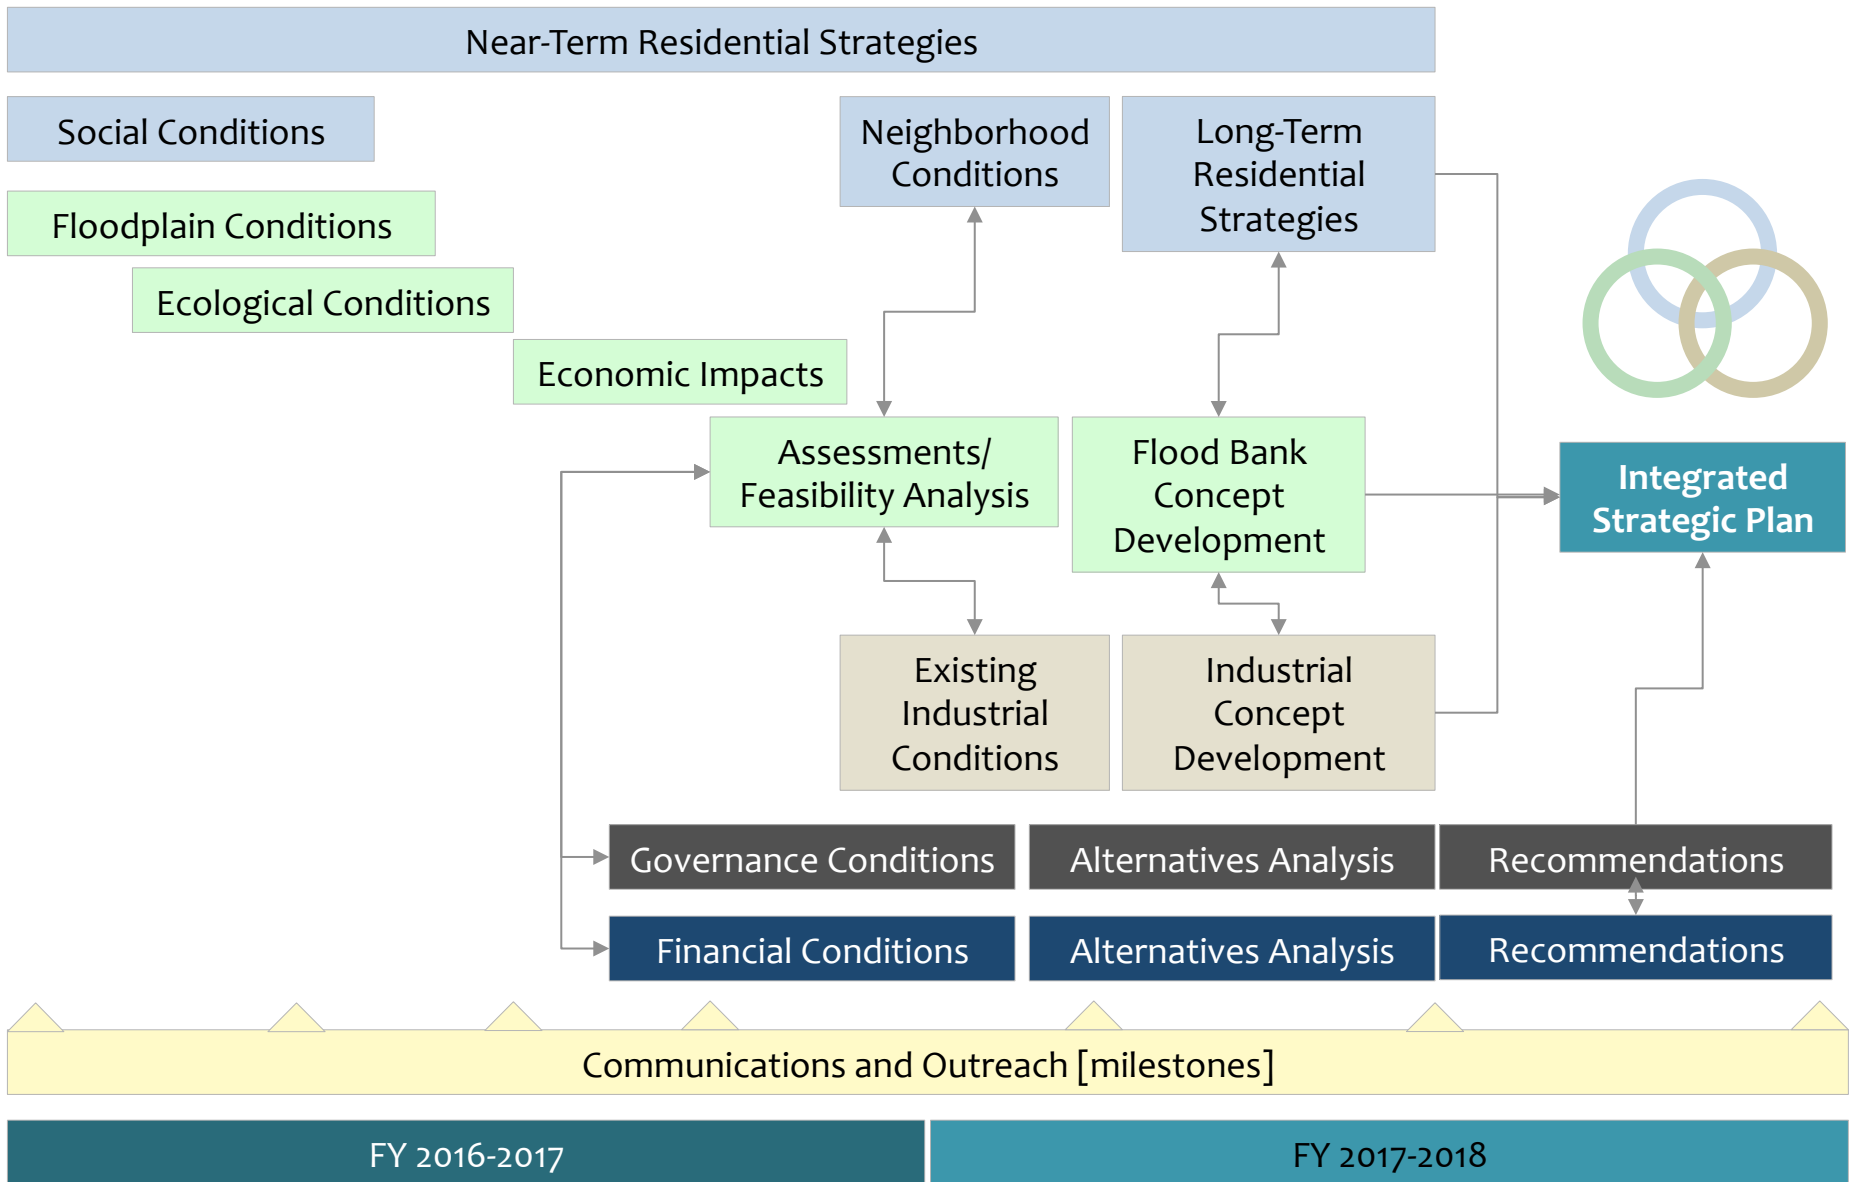 Near-Term Residential Strategies
Social Conditions
Neighborhood
Conditions
Long-Term
Residential
Strategies
Floodplain Conditions
Ecological Conditions
Economic Impacts
Assessments/
Feasibility Analysis
Flood Bank
Concept
Development
Integrated
Strategic Plan
Existing
Industrial
Conditions
Industrial
Concept
Development
Governance Conditions
Alternatives Analysis
Recommendations
Financial Conditions
Alternatives Analysis
Recommendations
Communications and Outreach [milestones]
FY 2016-2017
FY 2017-2018